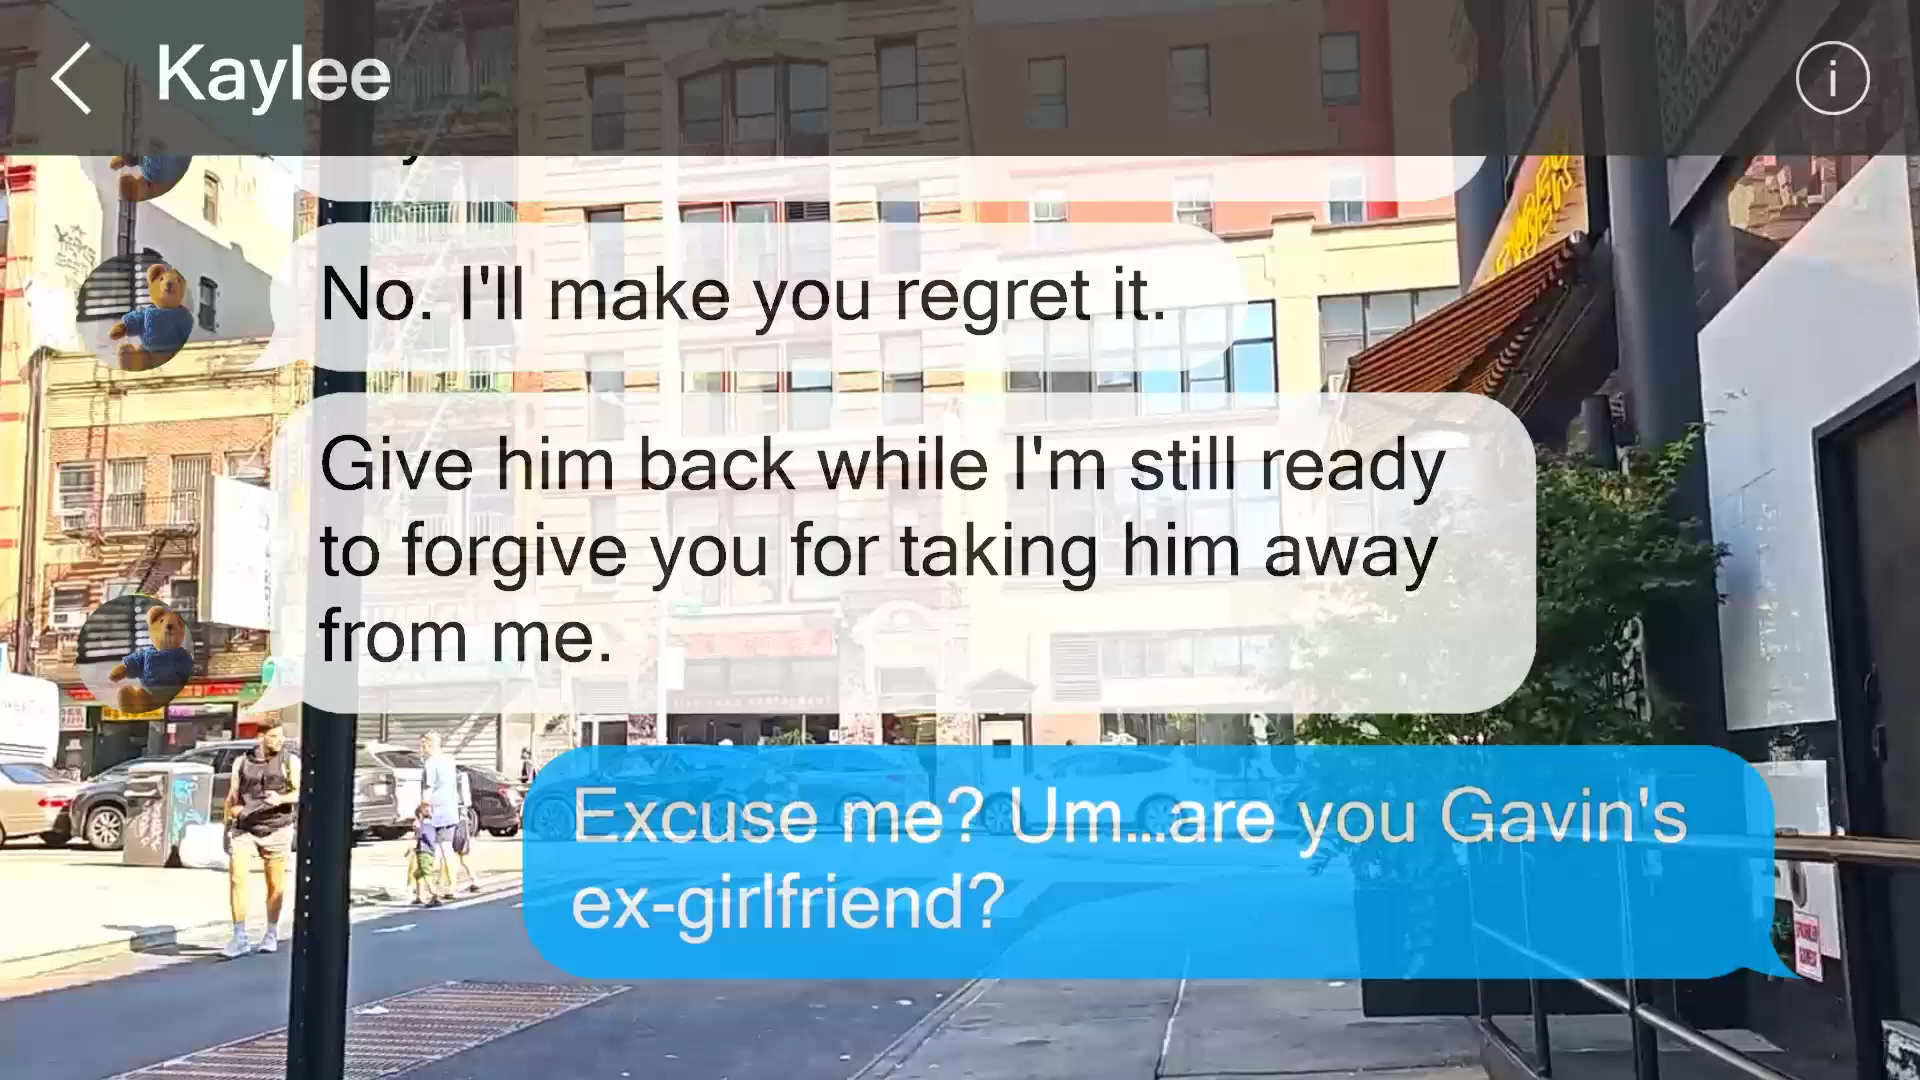 Kaylee
No. I'll make you regret it.
Give him back while I'm still ready
to forgive you for taking him away
from me.
Excuse me? Um...are you Gavin's
ex-girlfriend?